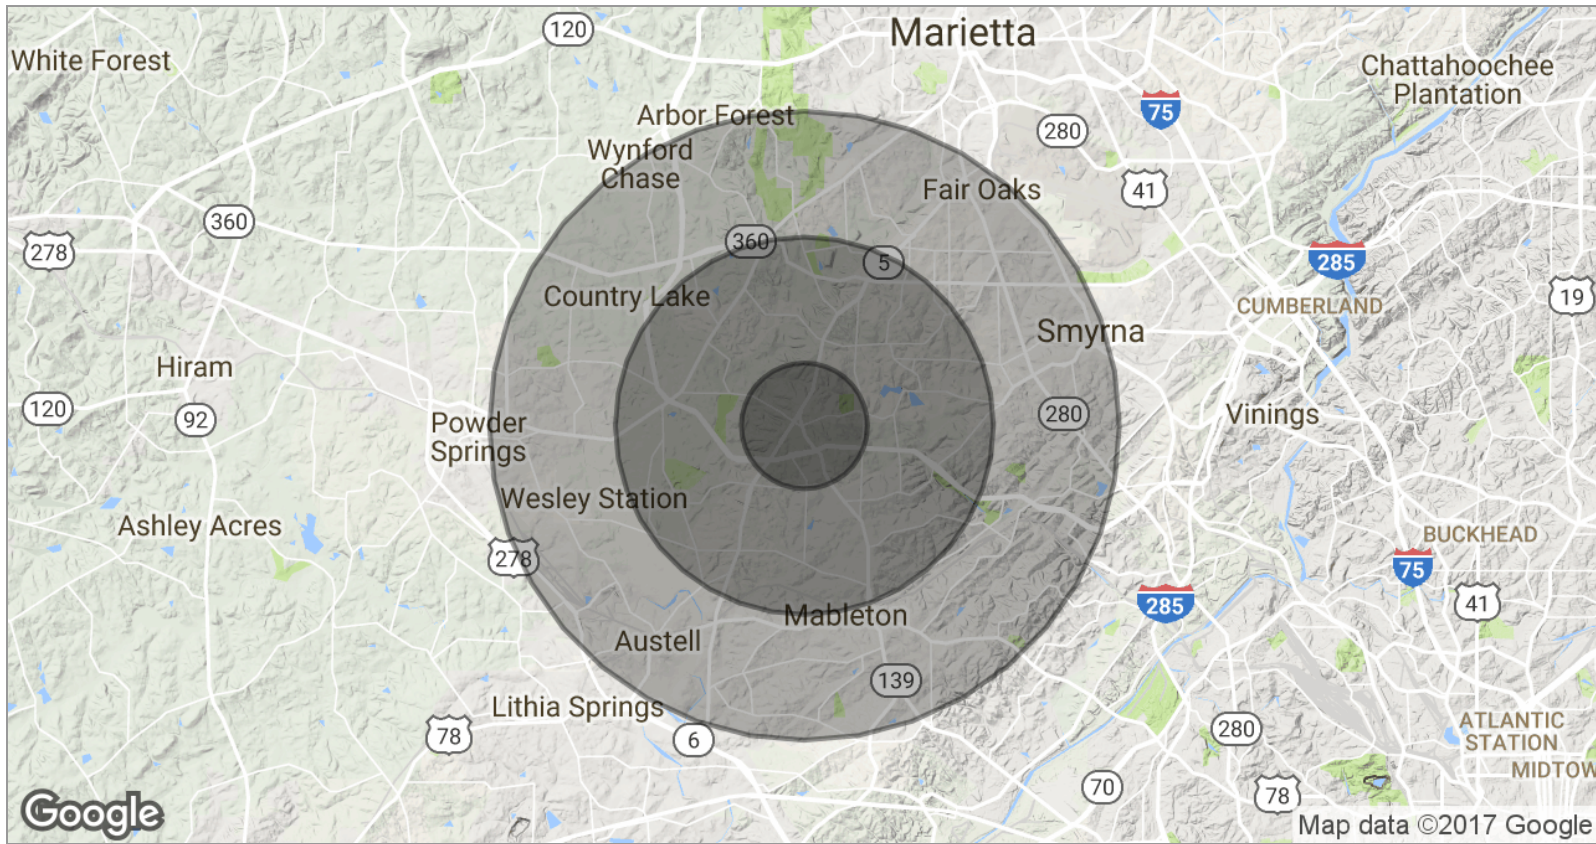 Marietta
120
White Forest
Chattahoochee
Plantation
75
Arbor Forest
280
Wynford
Chase
41
Fair Oaks
360
278
360
5
285
Country Lake
19
CUMBERLAND
Smyrna
Hiram
120
92
280
Vinings
Powder
Springs
Wesley Station
Ashley Acres
BUCKHEAD
278
75
285
41
Mableton
Austell
139
Lithia Springs
78
6
280
ATLANTIC
STATION
MIDTOW
70
78
Google
Map data ©2017 Google